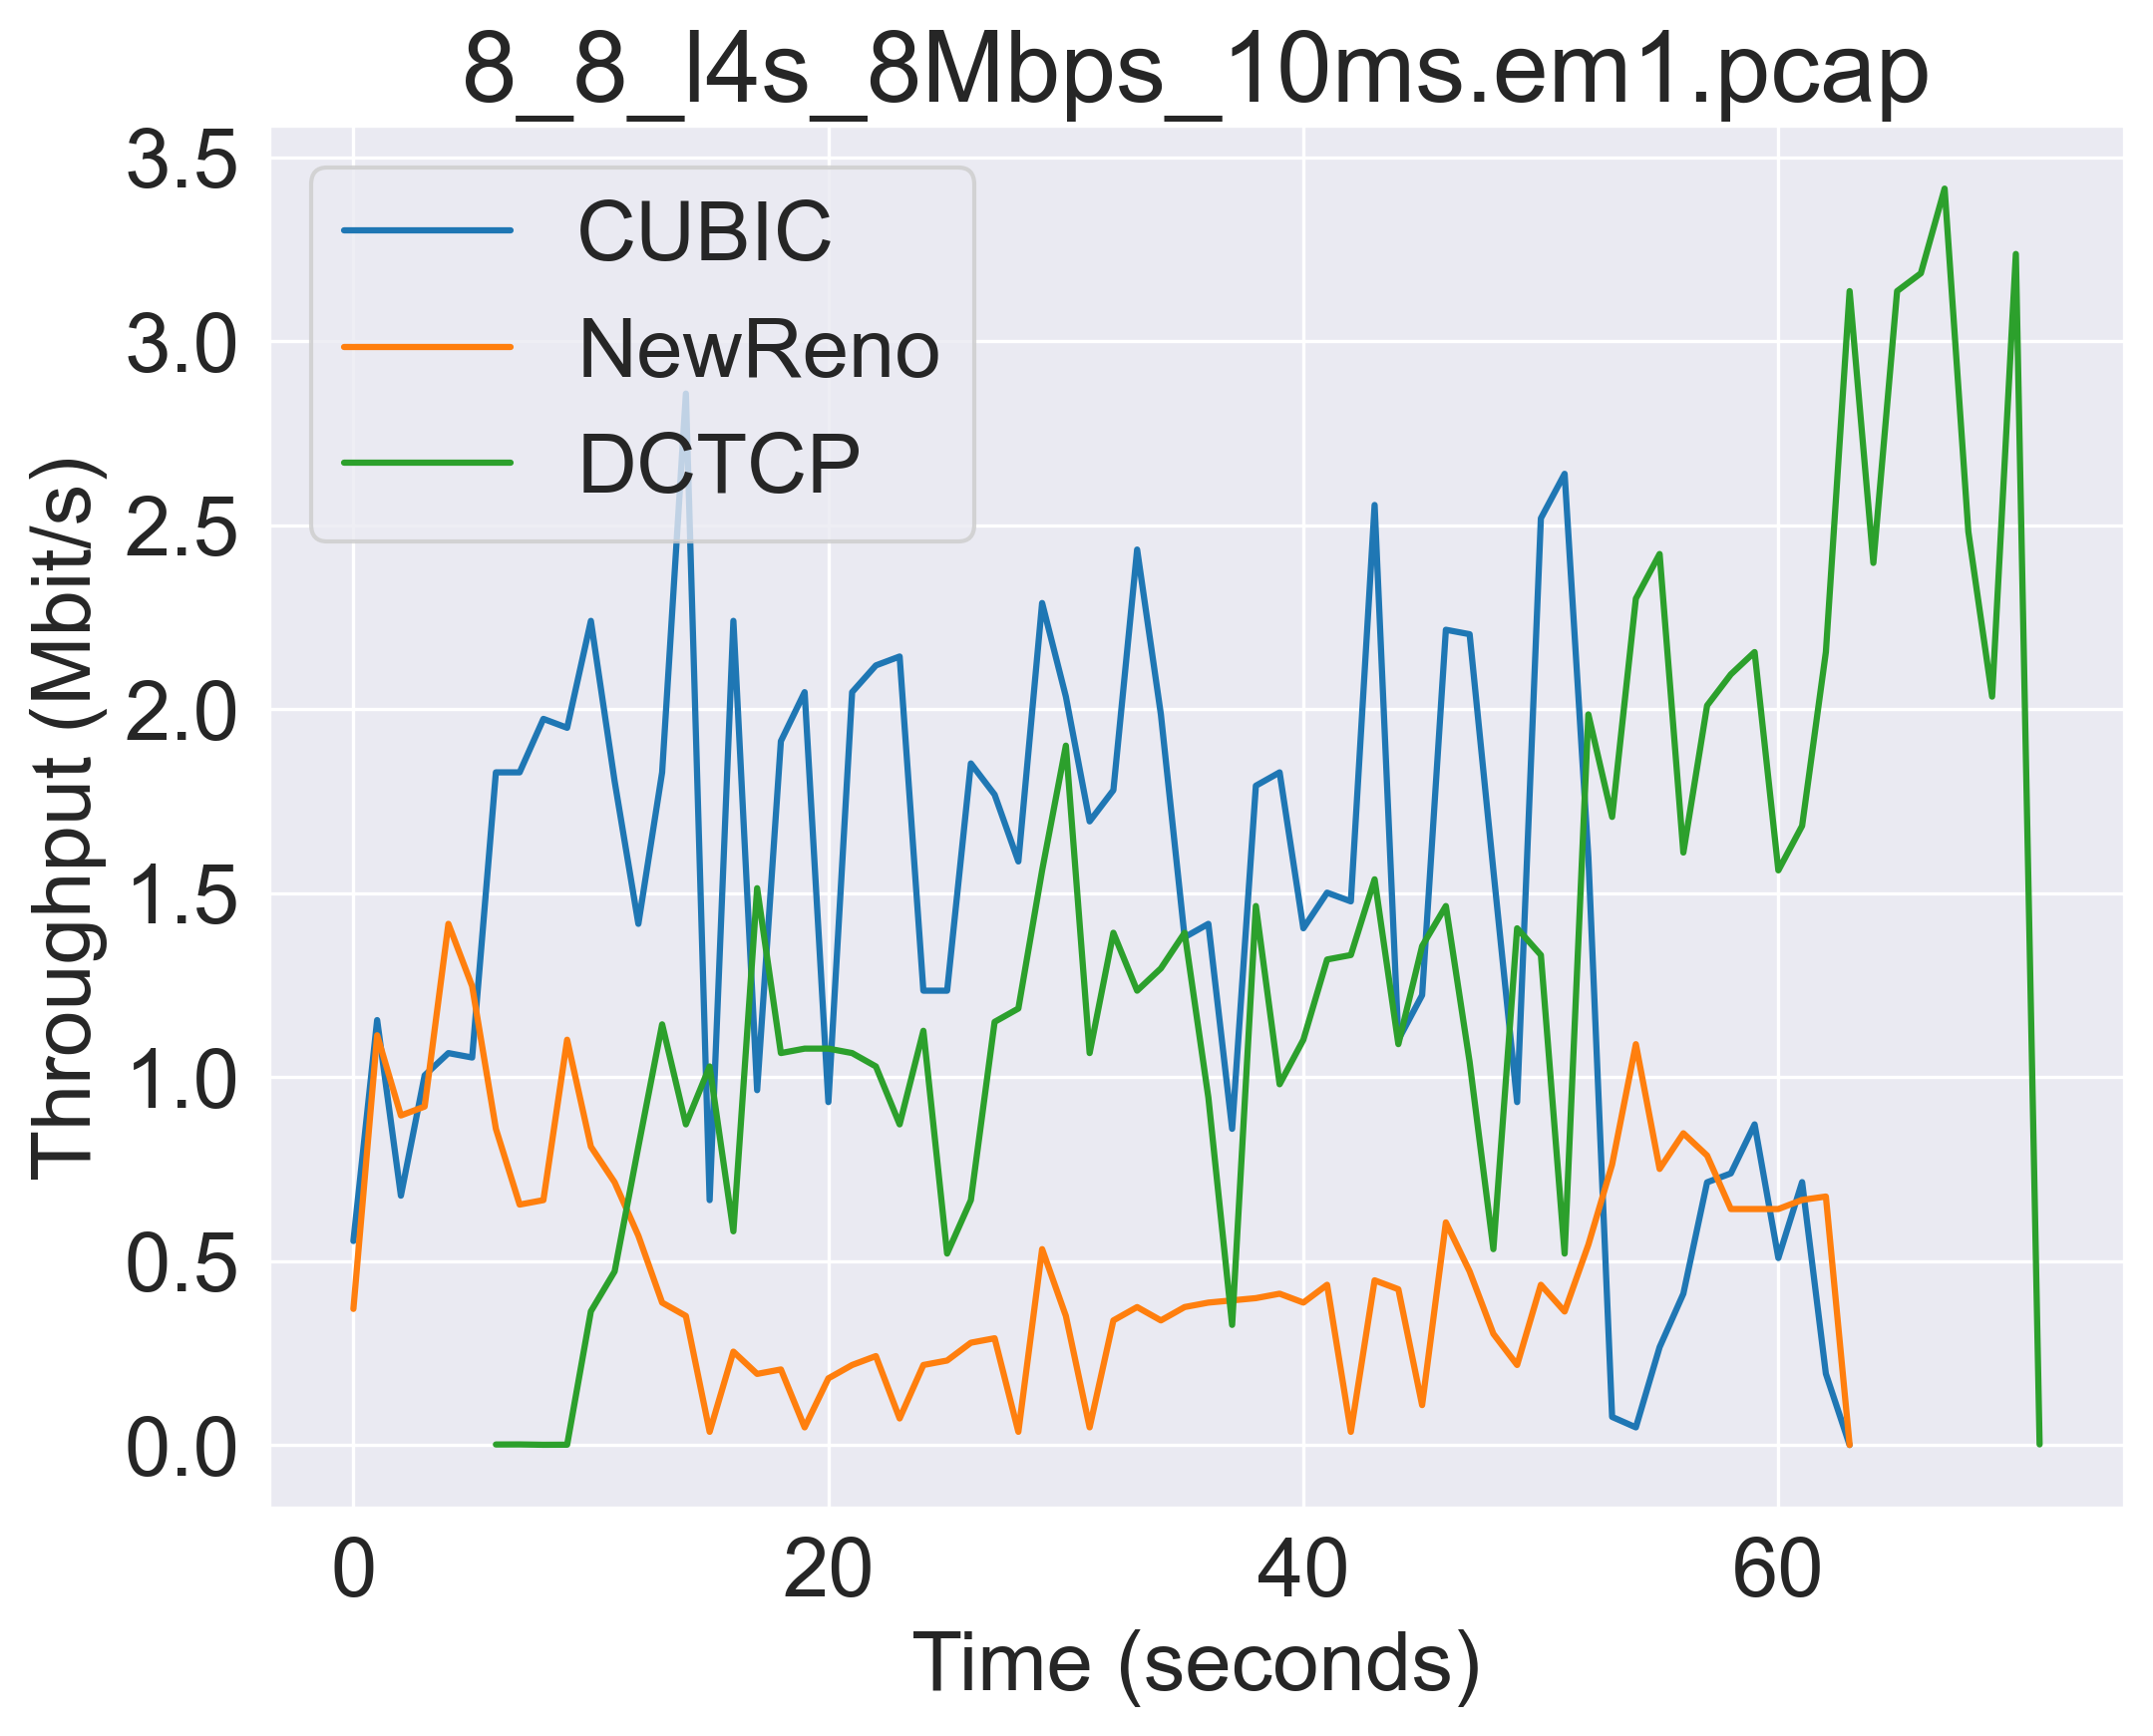 8_8_l4s_8Mbps_10ms.em1.pcap
3.5
3.0
2.5
2.0
1.5
1.0
0.5
0.0
Throughput (Mbit/s)
CUBIC
NewReno
DCTCP
0 20 40 60
Time (seconds)